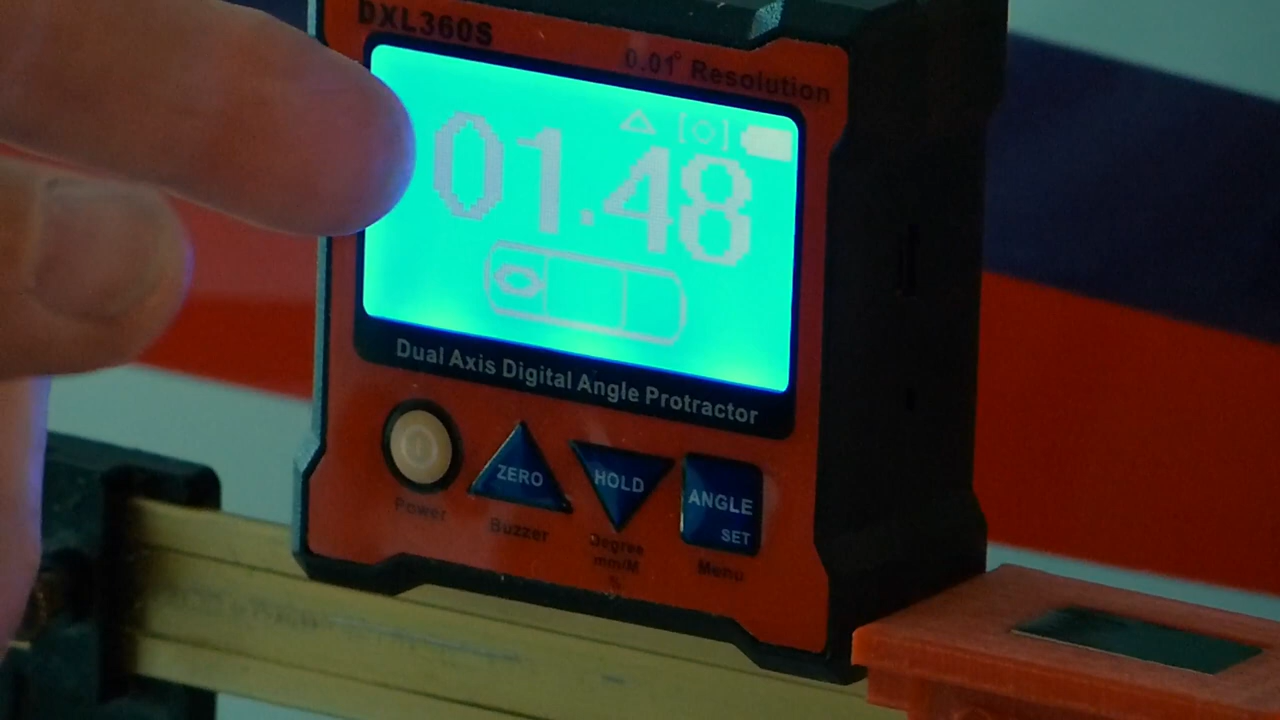 DXL360S
0.01° Resolution
01.48
Dual Axis Digital Angle Protractor
ZERO
HOLD
ANGLE
SET
Power
Buzzer
Degree
mm/M
%
Menu